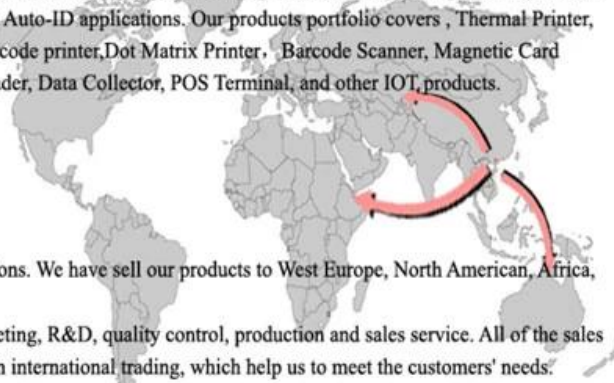 Auto-ID applications. Our products portfolio covers , Thermal Printer,
code printer,Dot Matrix Printer， Barcode Scanner, Magnetic Card
der, Data Collector, POS Terminal, and other IOT products.
ons. We have sell our products to West Europe, North American, Africa,
eting, R&D, quality control, production and sales service. All of the sales
n international trading, which help us to meet the customers' needs.